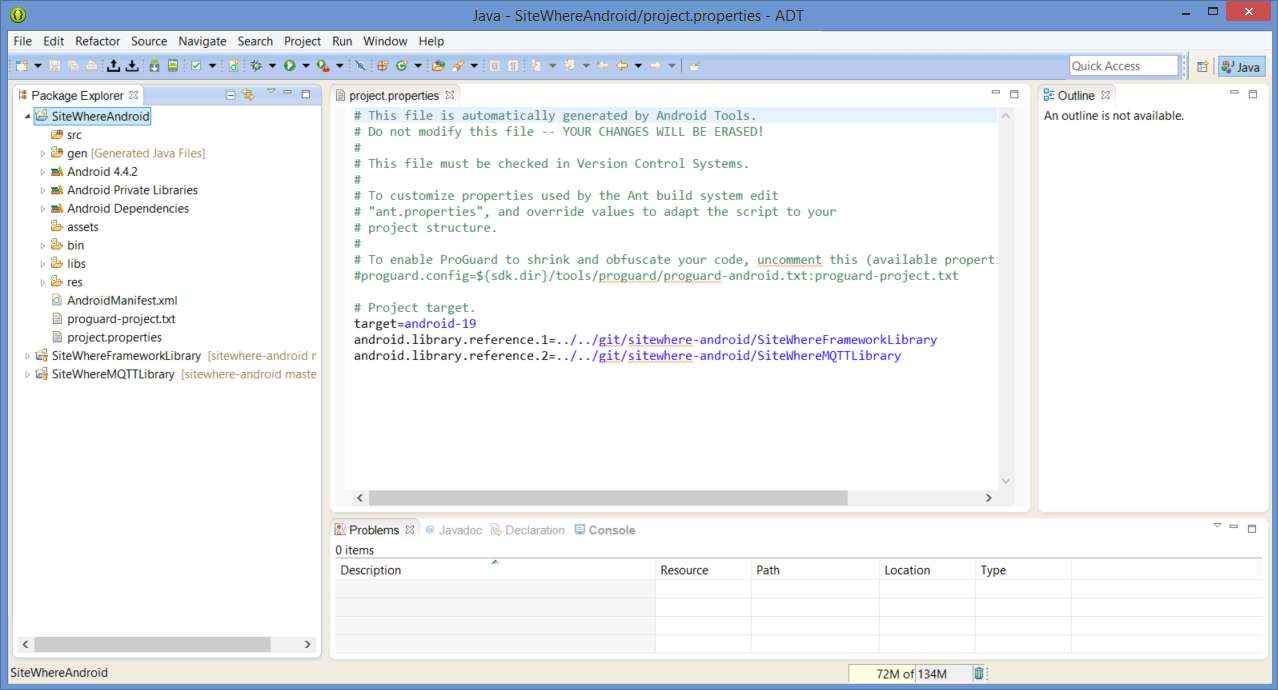 Java - SiteWhereAndroid/project.properties - ADT
File Edit Refactor Source Navigate Search Project Run Window Help
Quick Access
Java
Package Explorer
SiteWhereAndroid
src
gen [Generated Java Files]
Android 4.4.2
Android Private Libraries
Android Dependencies
assets
bin
libs
res
AndroidManifest.xml
proguard-project.txt
project.properties
SiteWhereFrameworkLibrary [sitewhere-android r
SiteWhereMQTTLibrary [sitewhere-android maste
project.properties
# This file is automatically generated by Android Tools.
# Do not modify this file -- YOUR CHANGES WILL BE ERASED!
#
# This file must be checked in Version Control Systems.
#
# To customize properties used by the Ant build system edit
# "ant.properties", and override values to adapt the script to your
# project structure.
#
# To enable ProGuard to shrink and obfuscate your code, uncomment this (available properti
#proguard.config=${sdk.dir}/tools/proguard/proguard-android.txt:proguard-project.txt
# Project target.
target=android-19
android.library.reference.1=../../git/sitewhere-android/SiteWhereFrameworkLibrary
android.library.reference.2=../../git/sitewhere-android/SiteWhereMQTTLibrary
Outline
An outline is not available.
Problems @ Javadoc Declaration Console
0 items
Description Resource Path Location Type
SiteWhereAndroid
72M of 134M